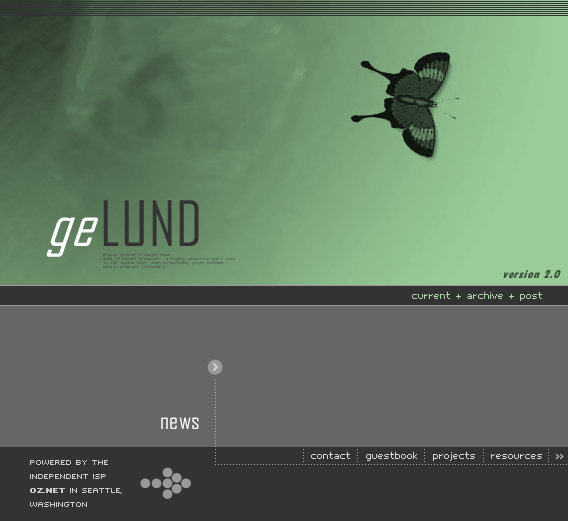 geLUND
version 2.0
current + archive + post
news
contact guestbook projects resources >>
POWERED BY THE
INDEPENDENT ISP
OZ.NET IN SEATTLE,
WASHINGTON